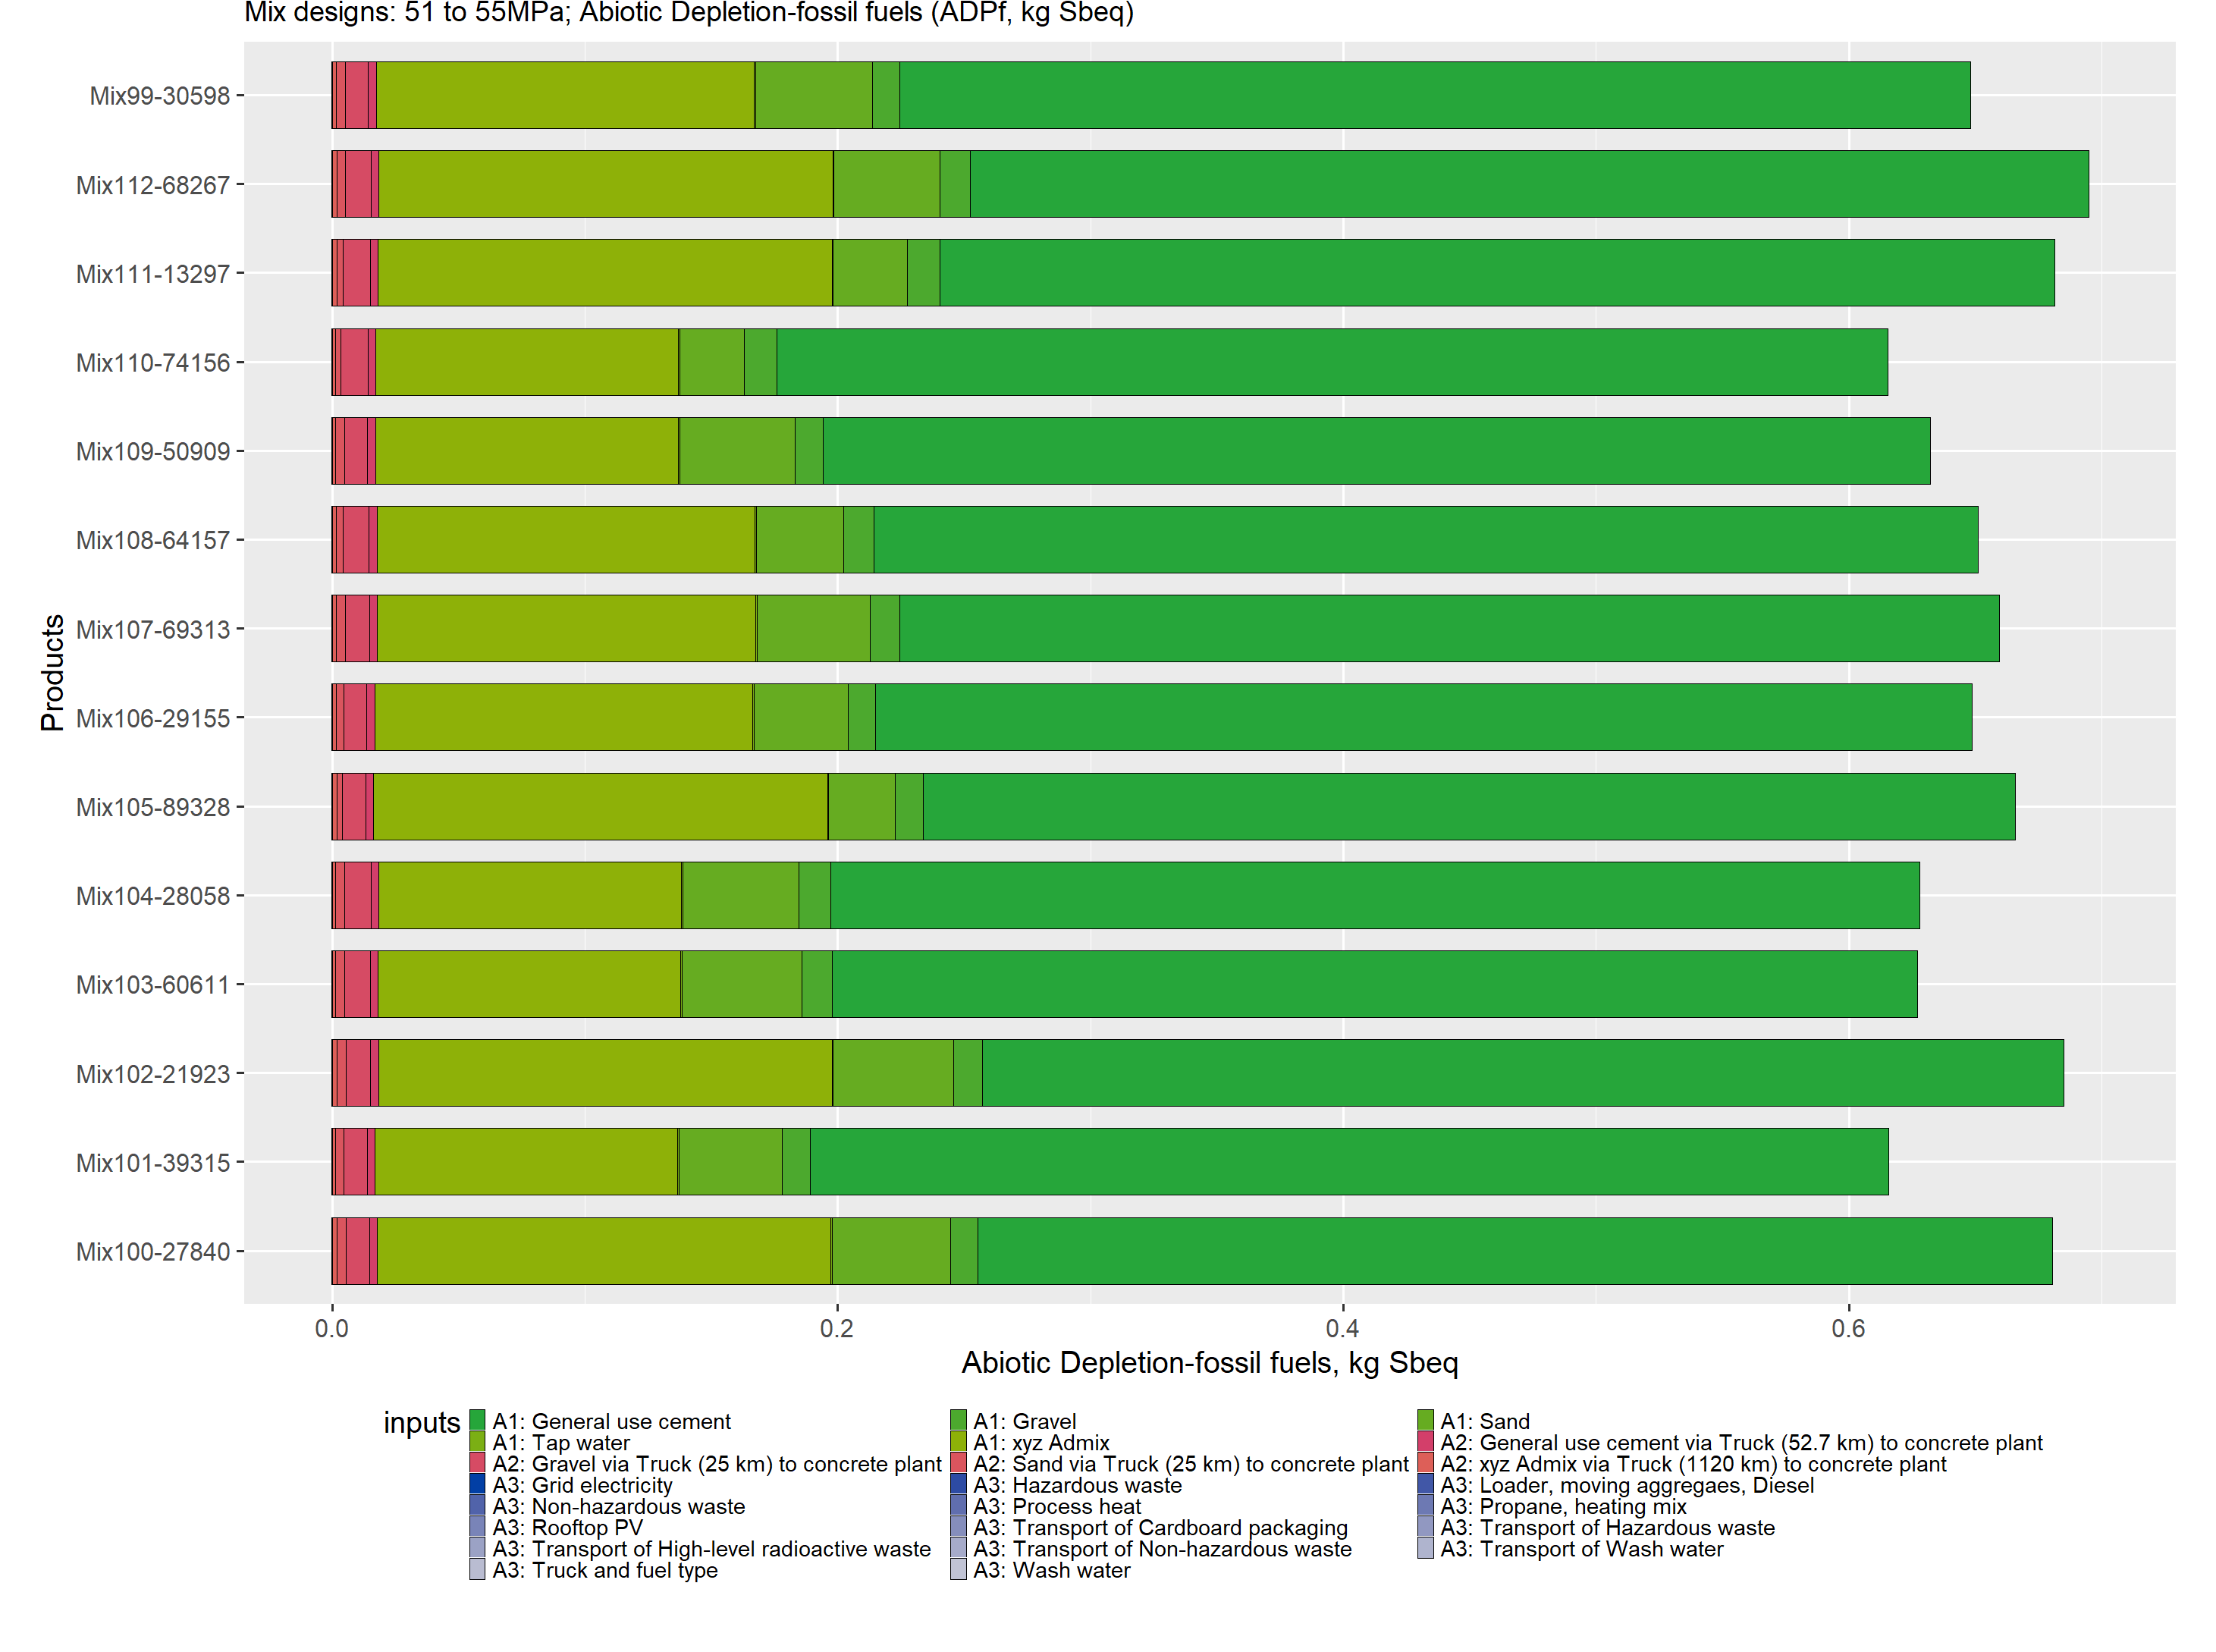 Mix designs: 51 to 55MPa; Abiotic Depletion-fossil fuels (ADPf, kg Sbeq)
Products
Mix99-30598
Mix112-68267
Mix111-13297
Mix110-74156
Mix109-50909
Mix108-64157
Mix107-69313
Mix106-29155
Mix105-89328
Mix104-28058
Mix103-60611
Mix102-21923
Mix101-39315
Mix100-27840
0.0 0.2 0.4 0.6
Abiotic Depletion-fossil fuels, kg Sbeq
inputs
A1: General use cement A1: Gravel A1: Sand
A1: Tap water A1: xyz Admix A2: General use cement via Truck (52.7 km) to concrete plant
A2: Gravel via Truck (25 km) to concrete plant A2: Sand via Truck (25 km) to concrete plant A2: xyz Admix via Truck (1120 km) to concrete plant
A3: Grid electricity A3: Hazardous waste A3: Loader, moving aggregaes, Diesel
A3: Non-hazardous waste A3: Process heat A3: Propane, heating mix
A3: Rooftop PV A3: Transport of Cardboard packaging A3: Transport of Hazardous waste
A3: Transport of High-level radioactive waste A3: Transport of Non-hazardous waste A3: Transport of Wash water
A3: Truck and fuel type A3: Wash water